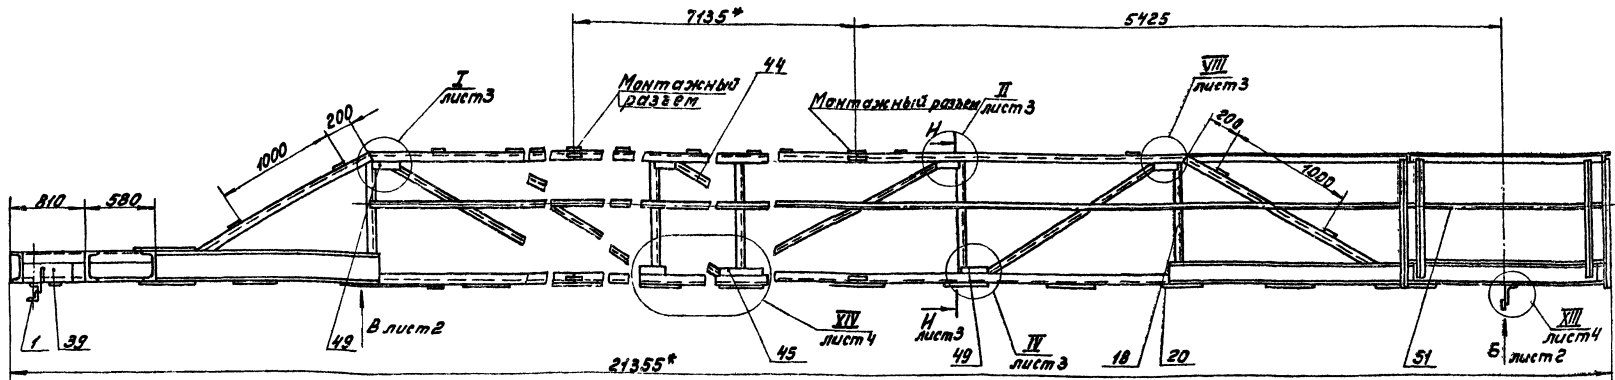 7135*
5425
I
лист3
Монтажный
разъем
44
Монтажный разъем
II
лист3
VIII
лист3
200
1000
И
200
1000
810
580
1
39
49
В лист2
XIV
лист4
45
И
лист3
49
IV
лист3
18
20
51
Б
лист2
XIII
лист4
21355*